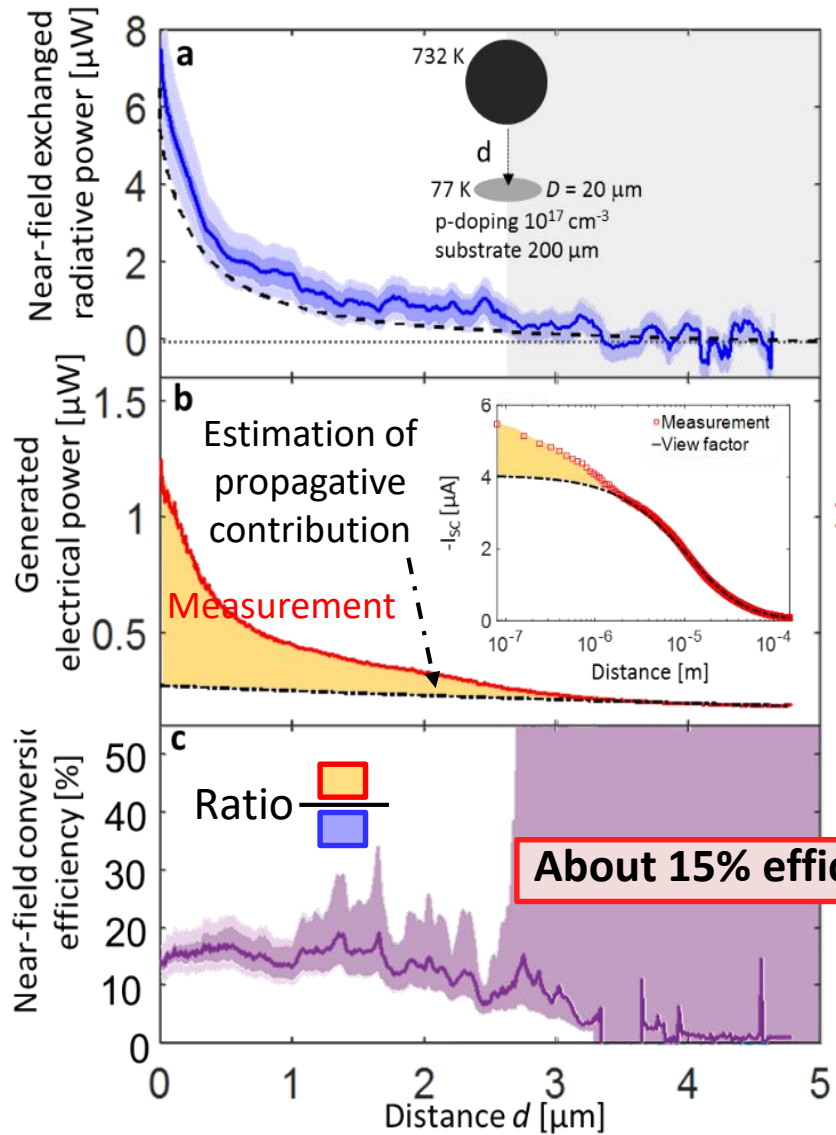 Near-field exchanged
radiative power [μW]
8
6
4
2
0
a
732 K
d
77 K
D = 20 μm
p-doping 10¹⁷ cm⁻³
substrate 200 μm
Generated
electrical power [μW]
1.5
1
0.5
b
Estimation of
propagative
contribution
Measurement
-I_SC [μA]
6
4
2
0
Measurement
View factor
10⁻⁷
10⁻⁶
10⁻⁵
10⁻⁴
Distance [m]
Near-field
efficiency [%]
50
40
30
20
10
0
c
Ratio
About 15%
0
1
2
3
4
5
Distance d [μm]